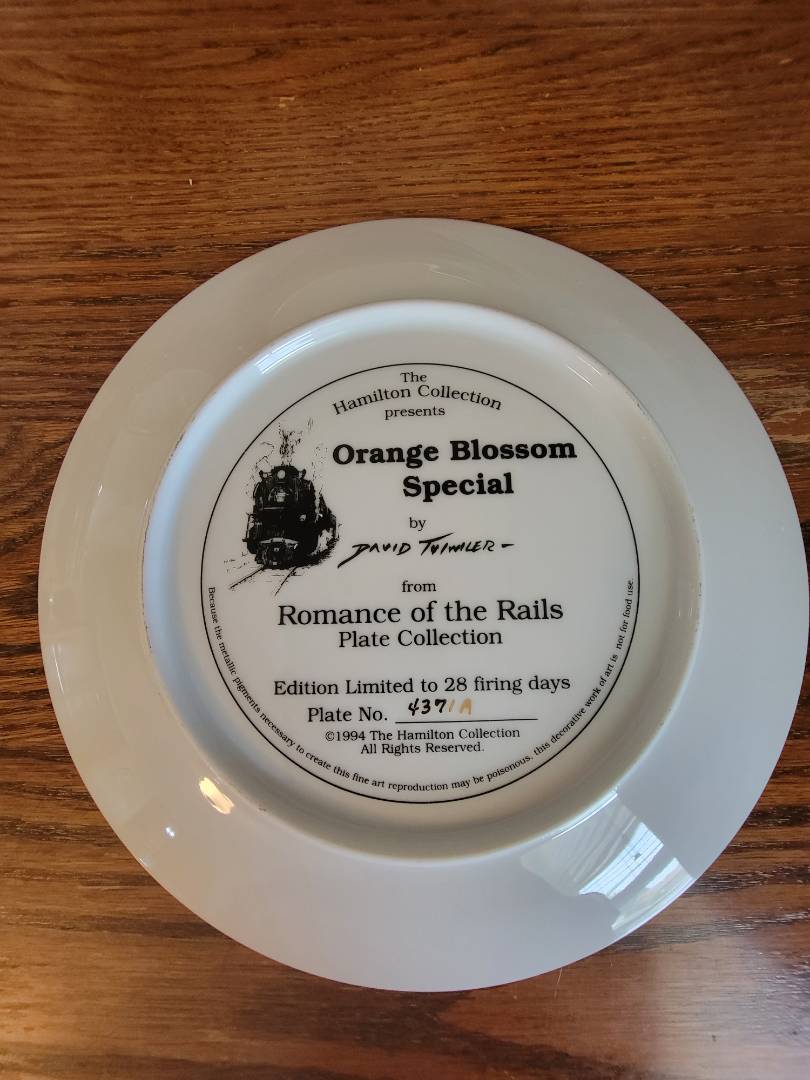 The
Hamilton Collection
presents
Orange Blossom
Special
by
DAVID TUTWILER
from
Romance of the Rails
Plate Collection
Edition Limited to 28 firing days
Plate No. 4371A
©1994 The Hamilton Collection
All Rights Reserved.
Because the metallic pigments necessary to create this fine art reproduction may be poisonous, this decorative work of art is not for food use.